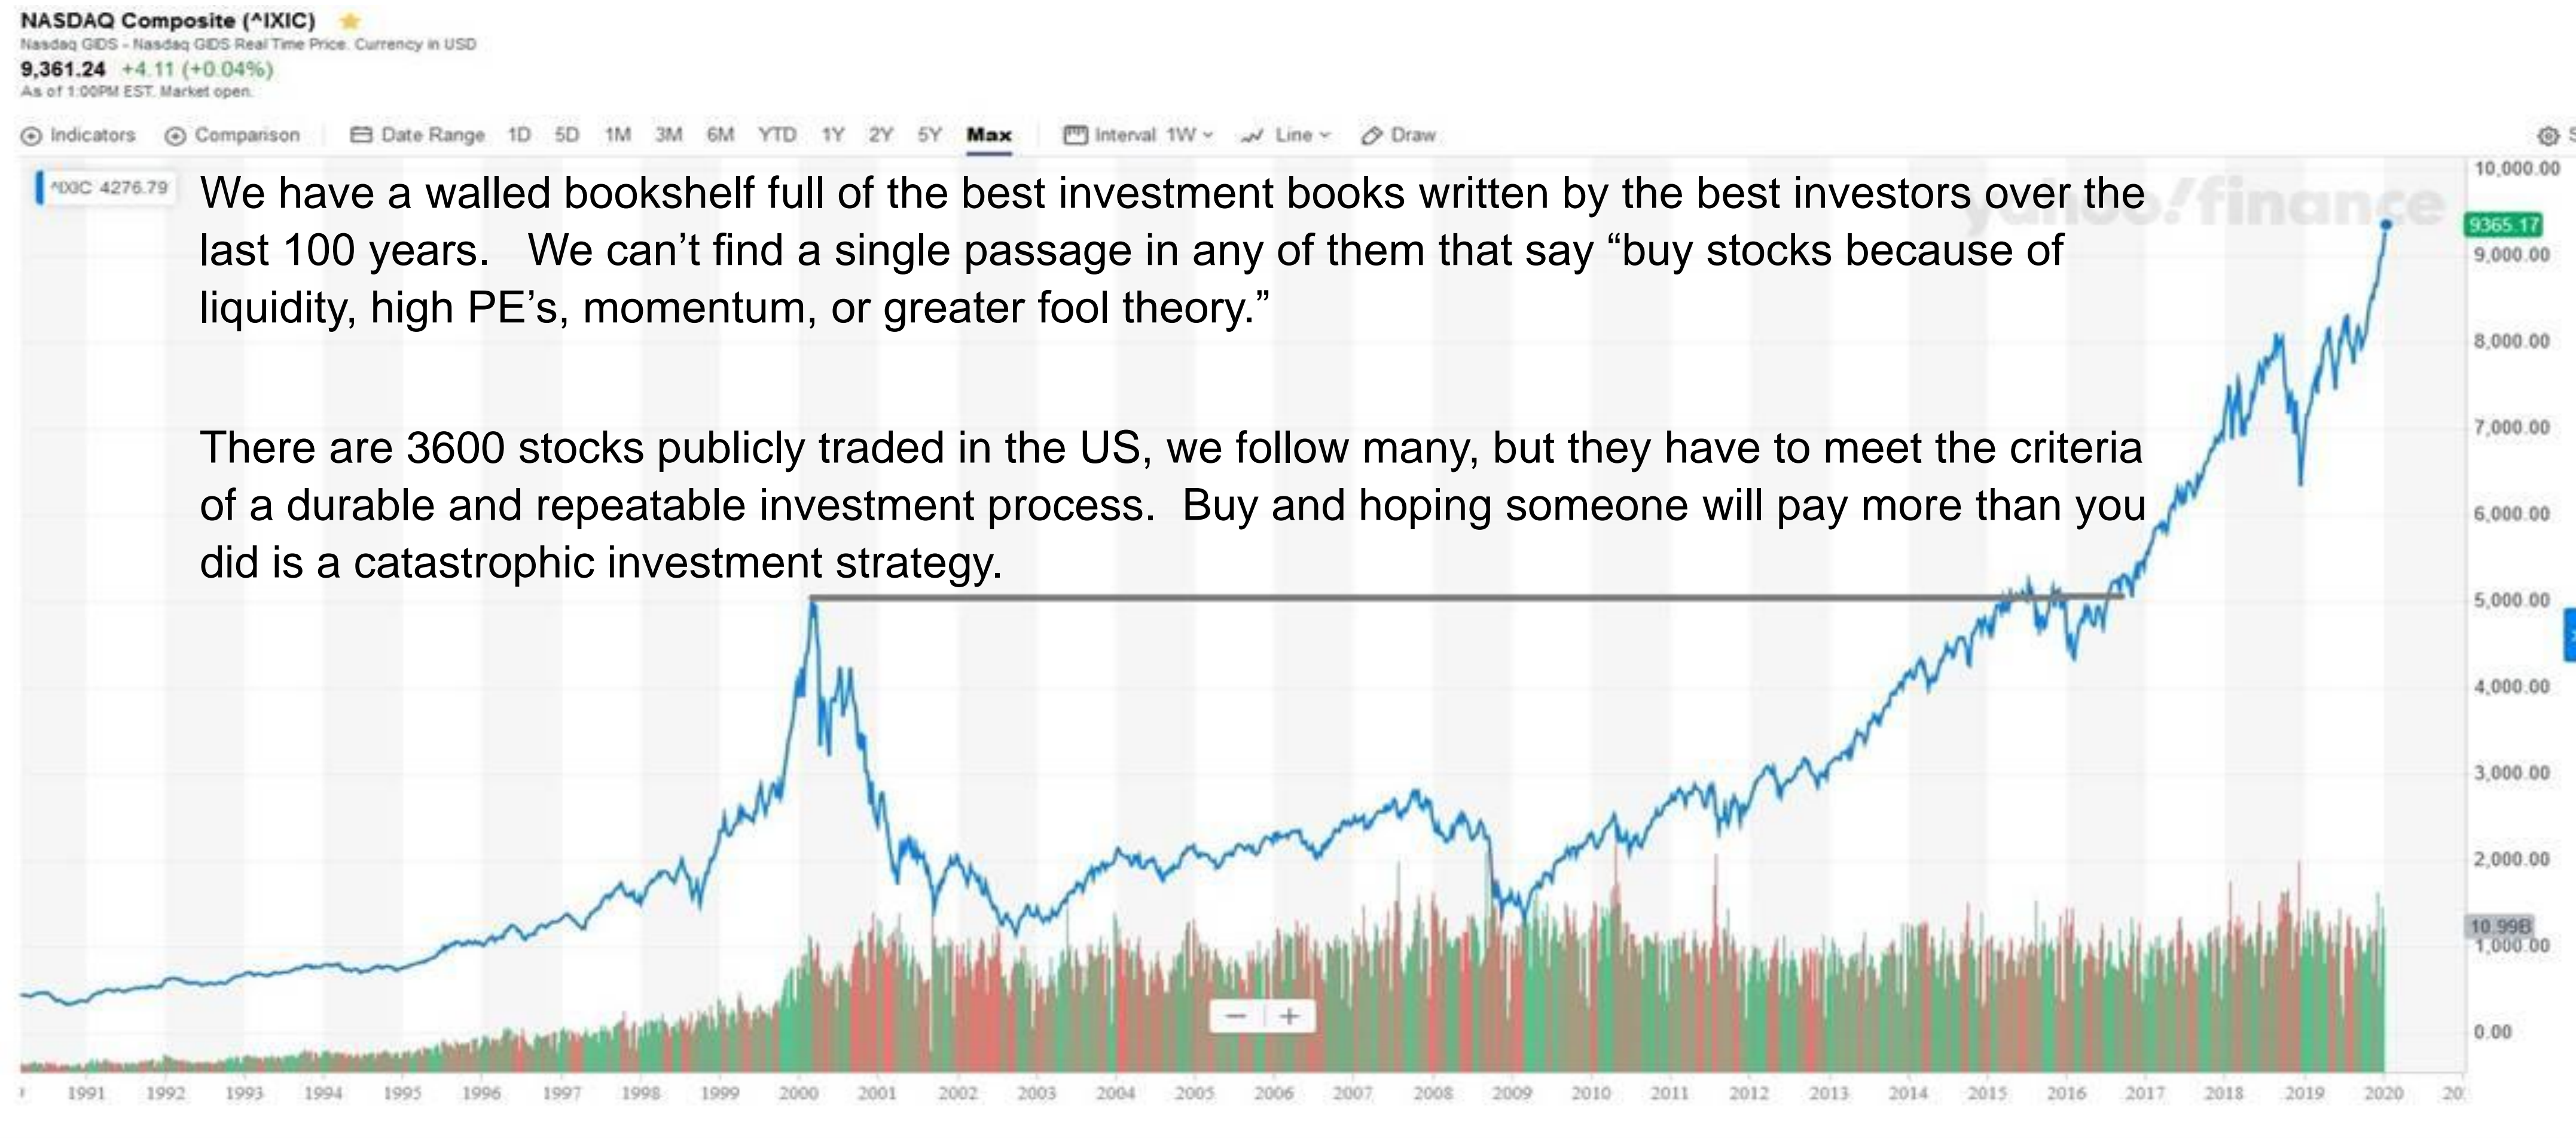 NASDAQ Composite (^IXIC)
Nasdaq GIDS - Nasdaq GIDS Real Time Price. Currency in USD
9,361.24 +4.11 (+0.04%)
As of 1:00PM EST. Market open.
Indicators Comparison Date Range 1D 5D 1M 3M 6M YTD 1Y 2Y 5Y Max Interval 1W Line Draw S
^IXIC 4276.79
yahoo!finance
We have a walled bookshelf full of the best investment books written by the best investors over the
last 100 years. We can’t find a single passage in any of them that say “buy stocks because of
liquidity, high PE’s, momentum, or greater fool theory.”
There are 3600 stocks publicly traded in the US, we follow many, but they have to meet the criteria
of a durable and repeatable investment process. Buy and hoping someone will pay more than you
did is a catastrophic investment strategy.
10,000.00
9365.17
9,000.00
8,000.00
7,000.00
6,000.00
5,000.00
4,000.00
3,000.00
2,000.00
10.99B
1,000.00
0.00
1991 1992 1993 1994 1995 1996 1997 1998 1999 2000 2001 2002 2003 2004 2005 2006 2007 2008 2009 2010 2011 2012 2013 2014 2015 2016 2017 2018 2019 2020 20